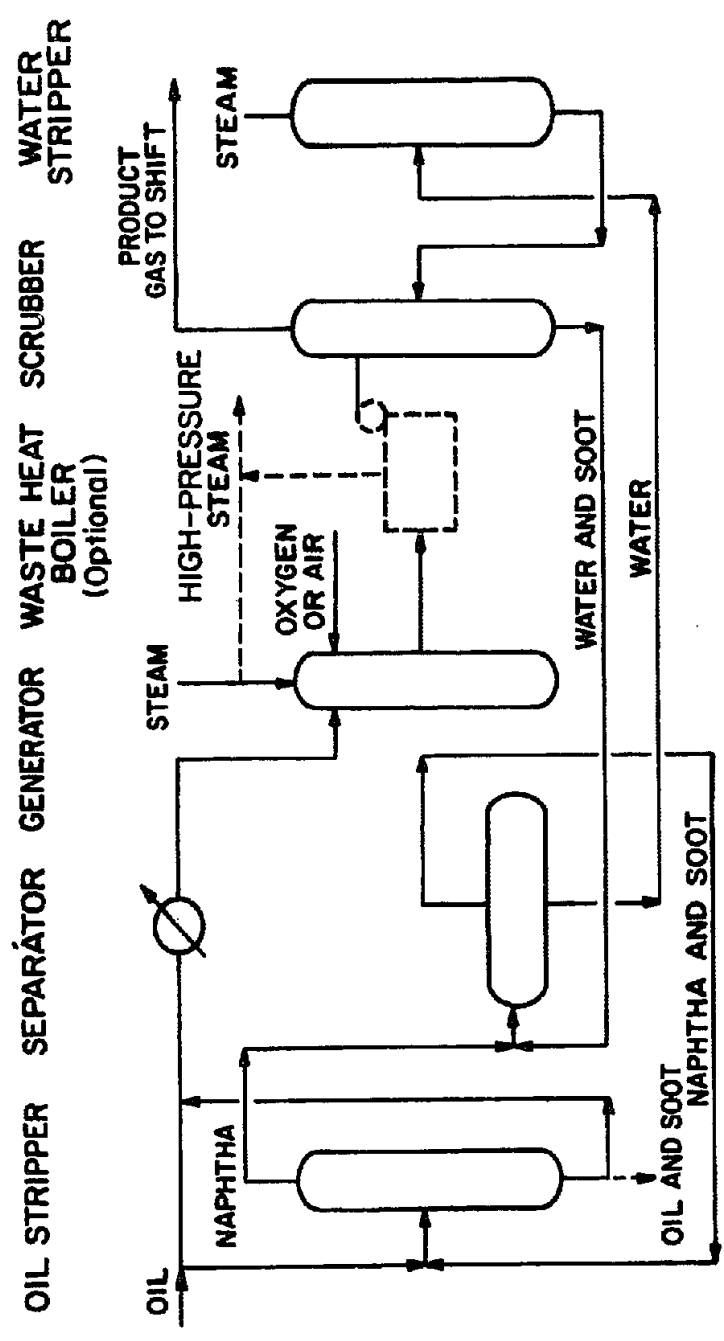 OIL STRIPPER
SEPARATOR
GENERATOR
WASTE HEAT
BOILER
(Optional)
SCRUBBER
WATER
STRIPPER
OIL
NAPHTHA
STEAM
OXYGEN
OR AIR
HIGH-PRESSURE
STEAM
PRODUCT
GAS TO SHIFT
STEAM
WATER AND SOOT
WATER
OIL AND SOOT
NAPHTHA AND SOOT